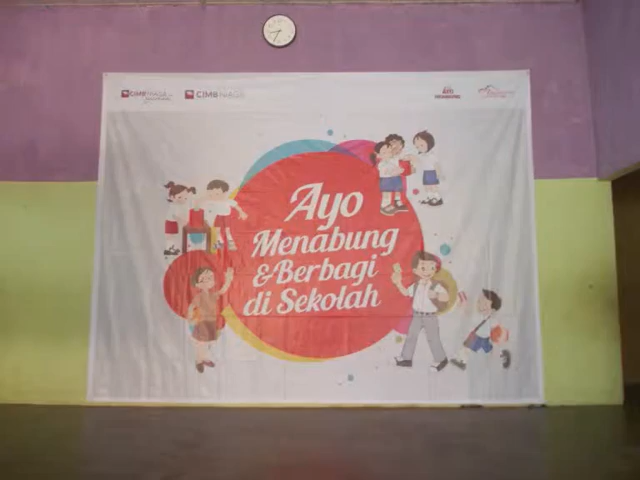 CIMB NIAGA
CIMB NIAGA
Ayo
Menabung
& Berbagi
di Sekolah